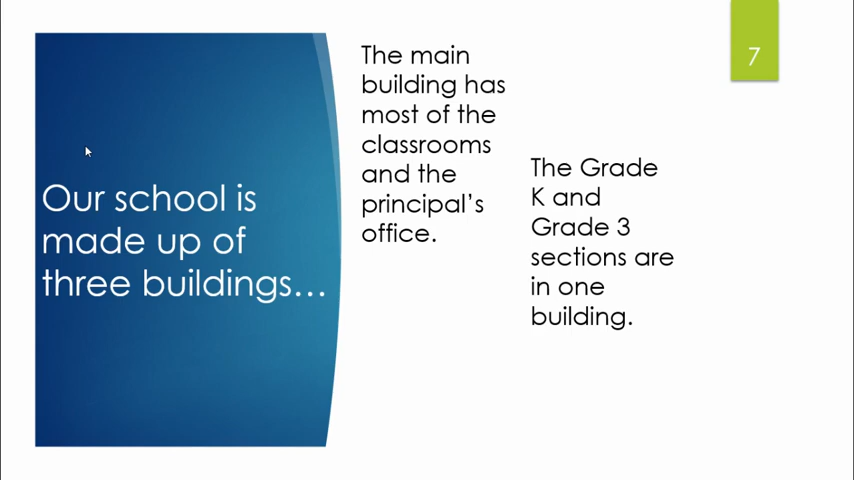 7
Our school is
made up of
three buildings…
The main
building has
most of the
classrooms
and the
principal’s
office.
The Grade
K and
Grade 3
sections are
in one
building.